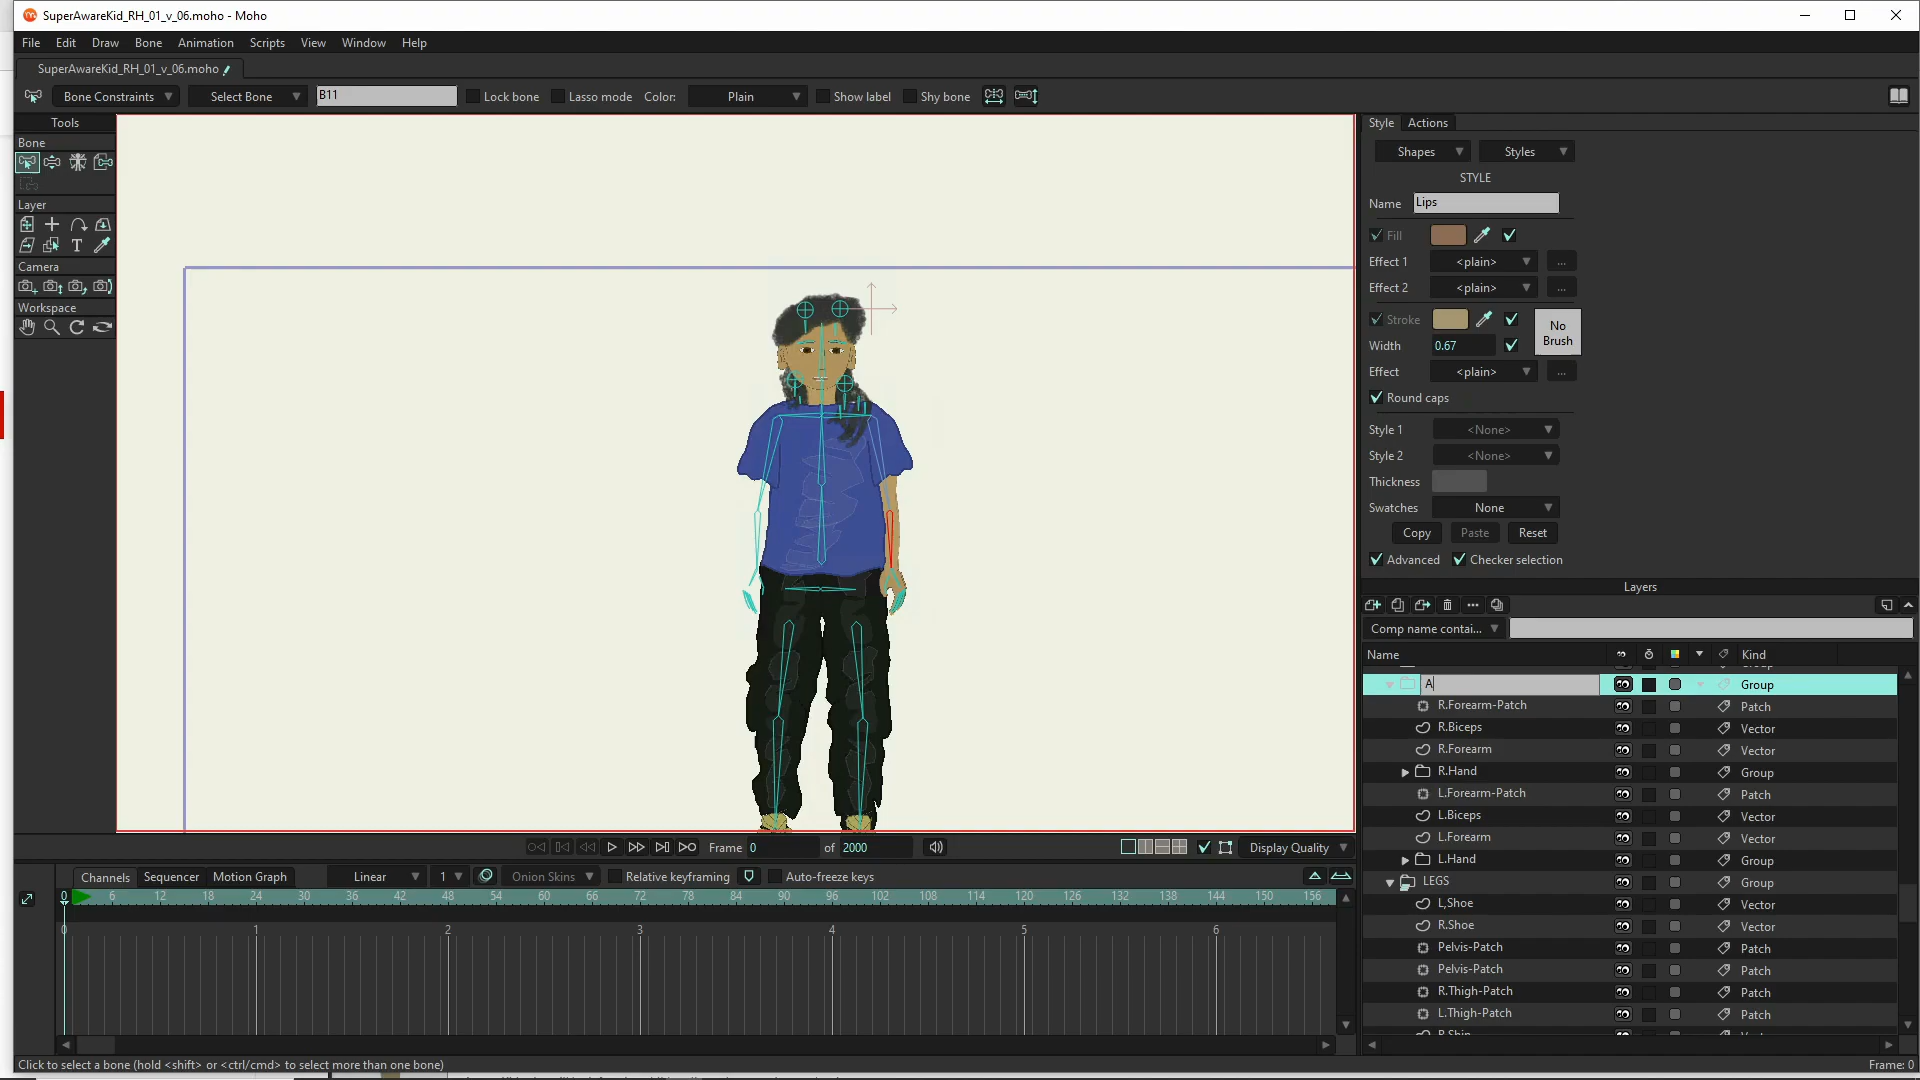 SuperAwareKid_RH_01_v_06.moho - Moho
File Edit Draw Bone Animation Scripts View Window Help
SuperAwareKid_RH_01_v_06.moho
Bone Constraints Select Bone B11 Lock bone Lasso mode Color: Plain Show label Shy bone
Tools
Bone
Layer
Camera
Workspace
Style Actions
Shapes Styles
STYLE
Name Lips
Fill
Effect 1 <plain> ...
Effect 2 <plain> ...
Stroke
No Brush
Width 0.67
Effect <plain> ...
Round caps
Style 1 <None>
Style 2 <None>
Thickness
Swatches None
Copy Paste Reset
Advanced Checker selection
Layers
Comp name contai...
Name Kind
A Group
R.Forearm-Patch Patch
R.Biceps Vector
R.Forearm Vector
R.Hand Group
L.Forearm-Patch Patch
L.Biceps Vector
L.Forearm Vector
L.Hand Group
LEGS Group
L,Shoe Vector
R.Shoe Vector
Pelvis-Patch Patch
Pelvis-Patch Patch
R.Thigh-Patch Patch
L.Thigh-Patch Patch
Frame 0 of 2000 Display Quality
Channels Sequencer Motion Graph Linear 1 Onion Skins Relative keyframing Auto-freeze keys
0 6 12 18 24 30 36 42 48 54 60 66 72 78 84 90 96 102 108 114 120 126 132 138 144 150 156
0 1 2 3 4 5 6
Click to select a bone (hold <shift> or <ctrl/cmd> to select more than one bone) Frame: 0